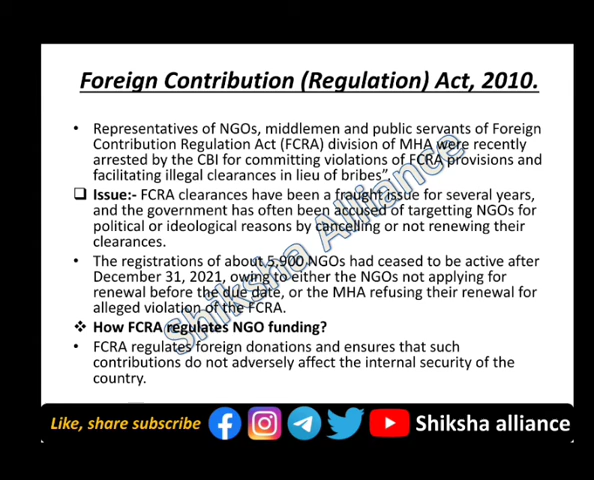 Foreign Contribution (Regulation) Act, 2010.
• Representatives of NGOs, middlemen and public servants of Foreign
Contribution Regulation Act (FCRA) division of MHA were recently
arrested by the CBI for committing violations of FCRA provisions and
facilitating illegal clearances in lieu of bribes".
❑ Issue:- FCRA clearances have been a fraught issue for several years,
and the government has often been accused of targetting NGOs for
political or ideological reasons by cancelling or not renewing their
clearances.
• The registrations of about 5,900 NGOs had ceased to be active after
December 31, 2021, owing to either the NGOs not applying for
renewal before the due date, or the MHA refusing their renewal for
alleged violation of the FCRA.
❖ How FCRA regulates NGO funding?
• FCRA regulates foreign donations and ensures that such
contributions do not adversely affect the internal security of the
country.
Shiksha Alliance
Like, share subscribe Shiksha alliance